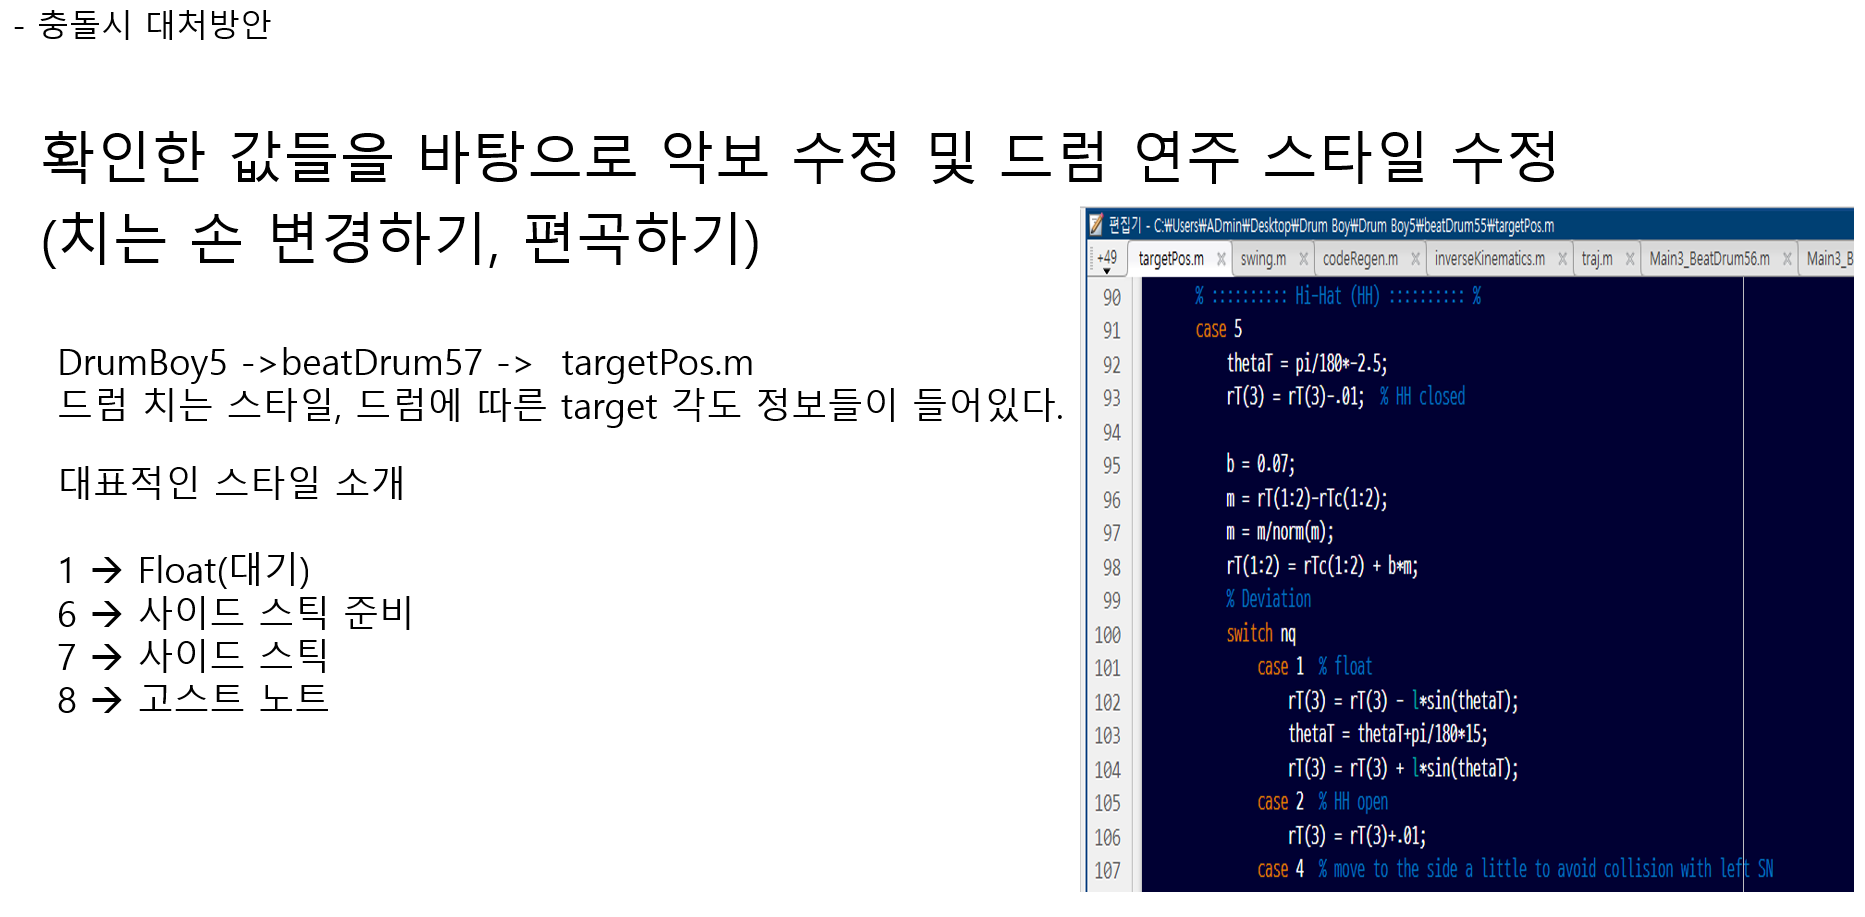 - 충돌시 대처방안
확인한 값들을 바탕으로 악보 수정 및 드럼 연주 스타일 수정
(치는 손 변경하기, 편곡하기)
DrumBoy5 ->beatDrum57 -> targetPos.m
드럼 치는 스타일, 드럼에 따른 target 각도 정보들이 들어있다.
대표적인 스타일 소개
1 → Float(대기)
6 → 사이드 스틱 준비
7 → 사이드 스틱
8 → 고스트 노트
편집기 - C:₩Users₩ADmin₩Desktop₩Drum Boy₩Drum Boy5₩beatDrum55₩targetPos.m
+49 targetPos.m × swing.m × codeRegen.m × inverseKinematics.m × traj.m × Main3_BeatDrum56.m × Main3_B
90 % :::::::::: Hi-Hat (HH) :::::::::: %
91 case 5
92 thetaT = pi/180*-2.5;
93 rT(3) = rT(3)-.01; % HH closed
94
95 b = 0.07;
96 m = rT(1:2)-rTc(1:2);
97 m = m/norm(m);
98 rT(1:2) = rTc(1:2) + b*m;
99 % Deviation
100 switch nq
101 case 1 % float
102 rT(3) = rT(3) - l*sin(thetaT);
103 thetaT = thetaT+pi/180*15;
104 rT(3) = rT(3) + l*sin(thetaT);
105 case 2 % HH open
106 rT(3) = rT(3)+.01;
107 case 4 % move to the side a little to avoid collision with left SN